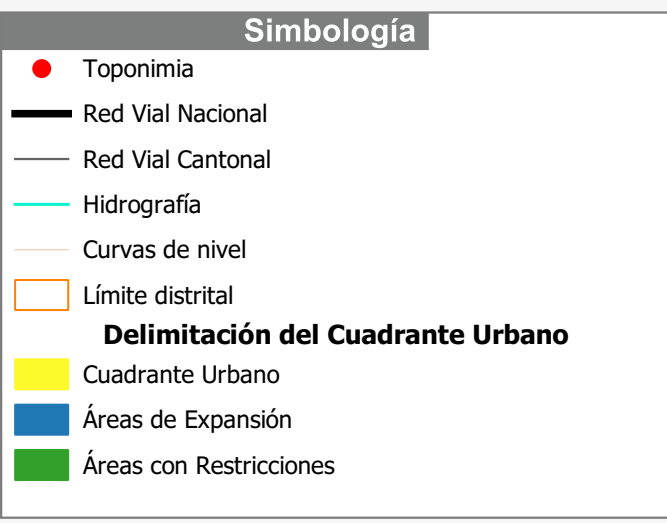 Simbología
Toponimia
Red Vial Nacional
Red Vial Cantonal
Hidrografía
Curvas de nivel
Límite distrital
Delimitación del Cuadrante Urbano
Cuadrante Urbano
Áreas de Expansión
Áreas con Restricciones